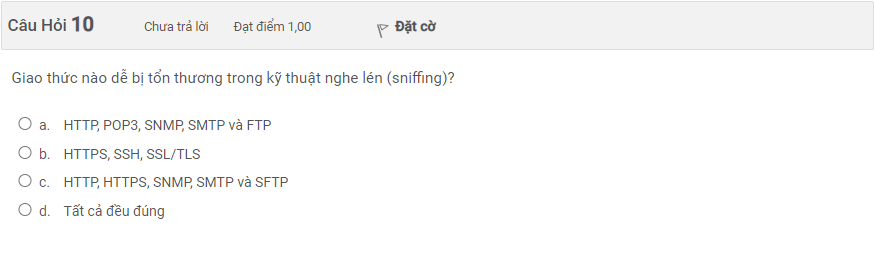 Câu Hỏi 10 Chưa trả lời Đạt điểm 1,00 Đặt cờ
Giao thức nào dễ bị tổn thương trong kỹ thuật nghe lén (sniffing)?
a. HTTP, POP3, SNMP, SMTP và FTP
b. HTTPS, SSH, SSL/TLS
c. HTTP, HTTPS, SNMP, SMTP và SFTP
d. Tất cả đều đúng